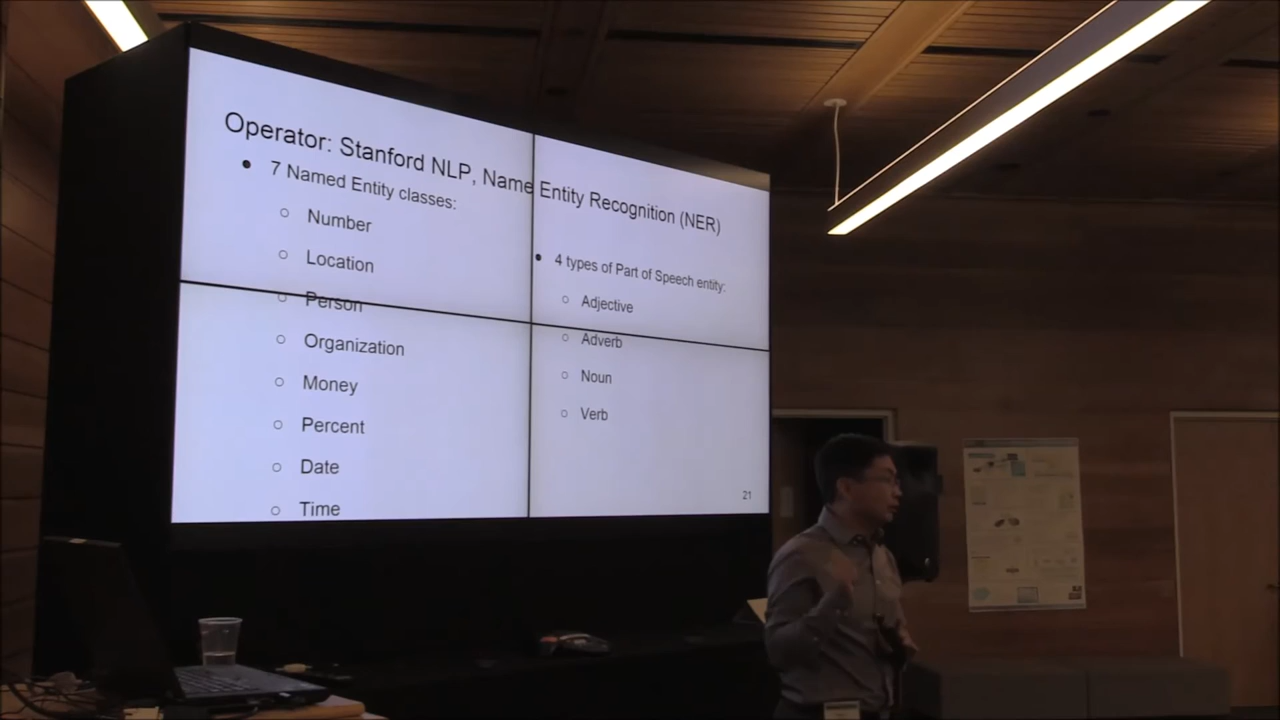 Operator: Stanford NLP, Name Entity Recognition (NER)
7 Named Entity classes:
Number
Location
Person
Organization
Money
Percent
Date
Time
4 types of Part of Speech entity:
Adjective
Adverb
Noun
Verb
21